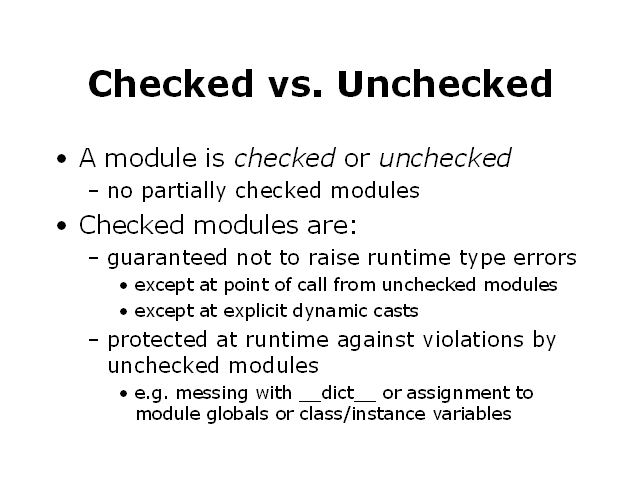 Checked vs. Unchecked
• A module is checked or unchecked
– no partially checked modules
• Checked modules are:
– guaranteed not to raise runtime type errors
• except at point of call from unchecked modules
• except at explicit dynamic casts
– protected at runtime against violations by
unchecked modules
• e.g. messing with __dict__ or assignment to
module globals or class/instance variables